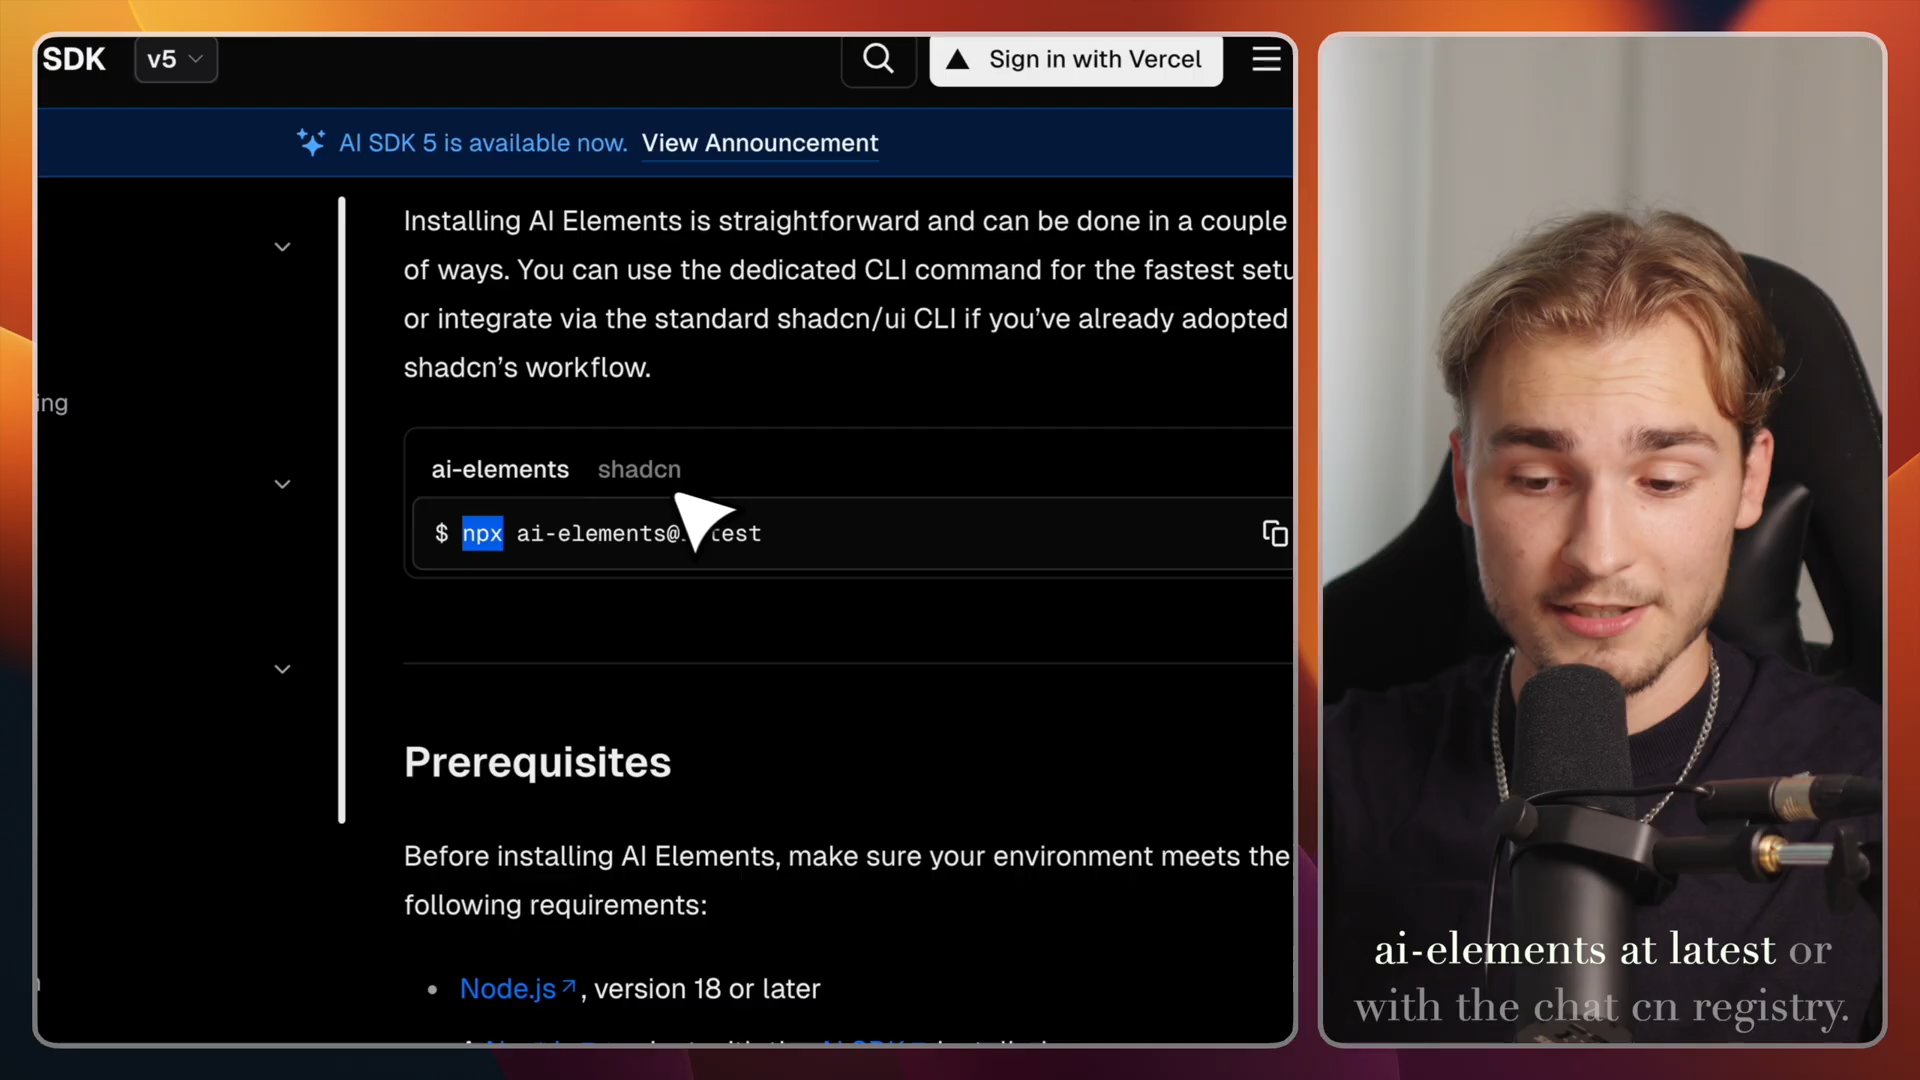 SDK v5 Sign in with Vercel
AI SDK 5 is available now. View Announcement
Installing AI Elements is straightforward and can be done in a couple
of ways. You can use the dedicated CLI command for the fastest setu
or integrate via the standard shadcn/ui CLI if you’ve already adopted
shadcn’s workflow.
ing
ai-elements shadcn
$ npx ai-elements@ test
Prerequisites
Before installing AI Elements, make sure your environment meets the
following requirements:
• Node.js↗, version 18 or later
ai-elements at latest or
with the chat cn registry.